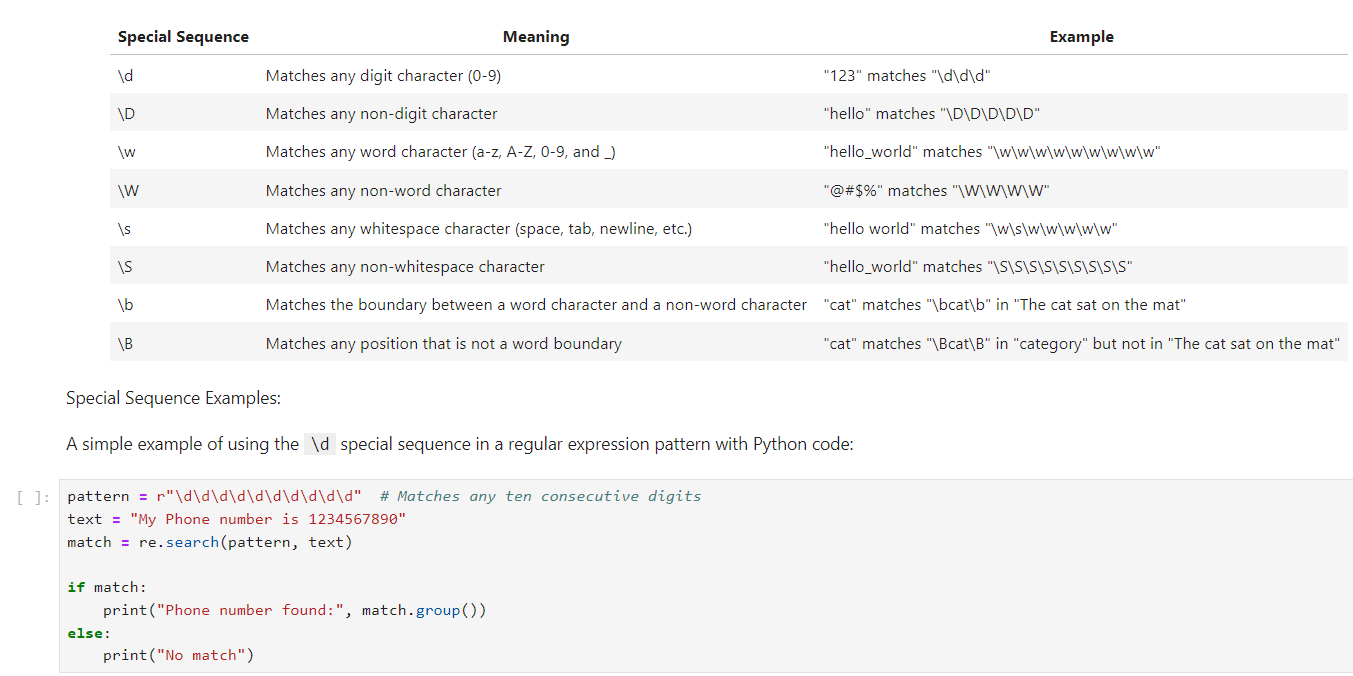 Special Sequence Meaning Example
\d Matches any digit character (0-9) "123" matches "\d\d\d"
\D Matches any non-digit character "hello" matches "\D\D\D\D\D"
\w Matches any word character (a-z, A-Z, 0-9, and _) "hello_world" matches "\w\w\w\w\w\w\w\w\w"
\W Matches any non-word character "@#$%" matches "\W\W\W\W"
\s Matches any whitespace character (space, tab, newline, etc.) "hello world" matches "\w\s\w\w\w\w\w"
\S Matches any non-whitespace character "hello_world" matches "\S\S\S\S\S\S\S\S\S"
\b Matches the boundary between a word character and a non-word character "cat" matches "\bcat\b" in "The cat sat on the mat"
\B Matches any position that is not a word boundary "cat" matches "\Bcat\B" in "category" but not in "The cat sat on the mat"
Special Sequence Examples:
A simple example of using the \d special sequence in a regular expression pattern with Python code:
[ ]: pattern = r"\d\d\d\d\d\d\d\d\d\d" # Matches any ten consecutive digits
text = "My Phone number is 1234567890"
match = re.search(pattern, text)
if match:
    print("Phone number found:", match.group())
else:
    print("No match")